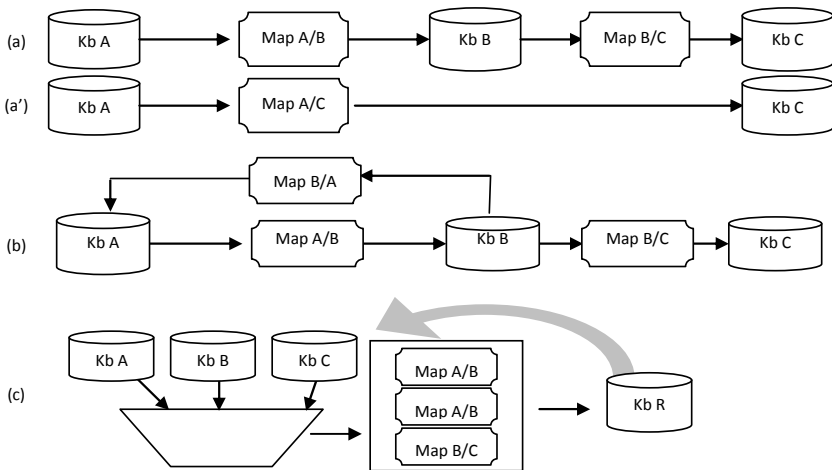 (a) Kb A Map A/B Kb B Map B/C Kb C
(a’) Kb A Map A/C Kb C
Map B/A
(b) Kb A Map A/B Kb B Map B/C Kb C
Kb A Kb B Kb C
(c)
Map A/B
Map A/B
Map B/C
Kb R